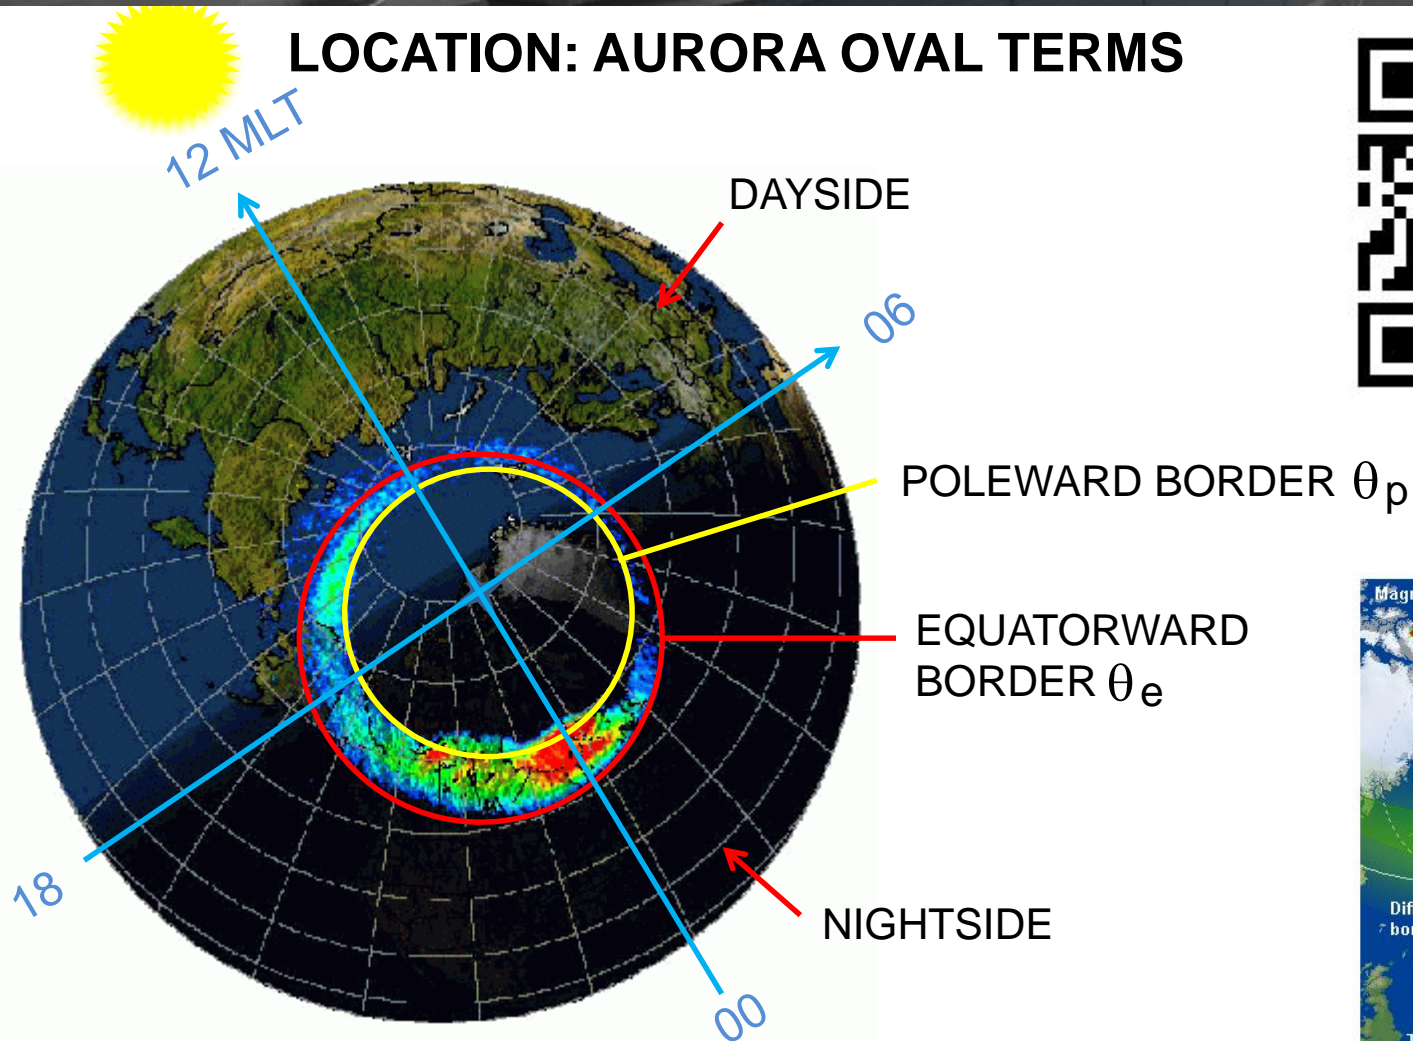 LOCATION: AURORA OVAL TERMS
12 MLT
DAYSIDE
06
POLEWARD BORDER θp
EQUATORWARD
BORDER θe
18
NIGHTSIDE
00